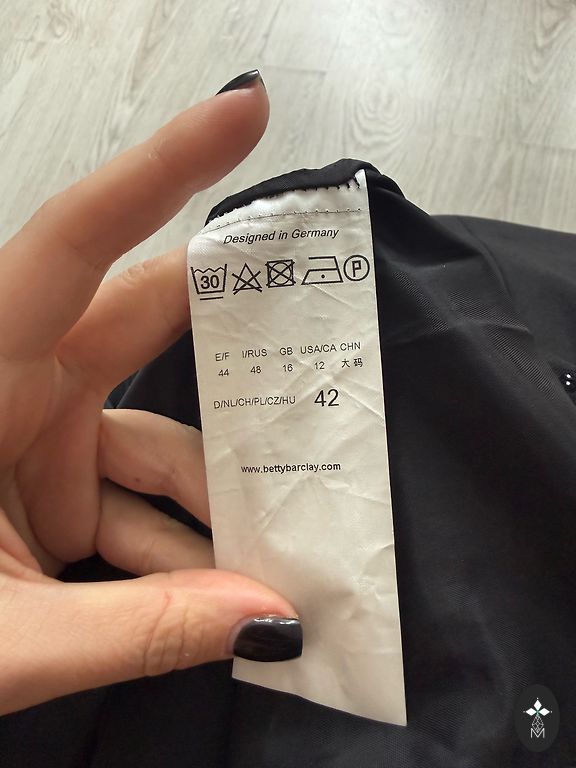 Designed in Germany
30 P
E/F I/RUS GB USA/CA CHN
44 48 16 12 大码
D/NL/CH/PL/CZ/HU 42
www.bettybarclay.com
M